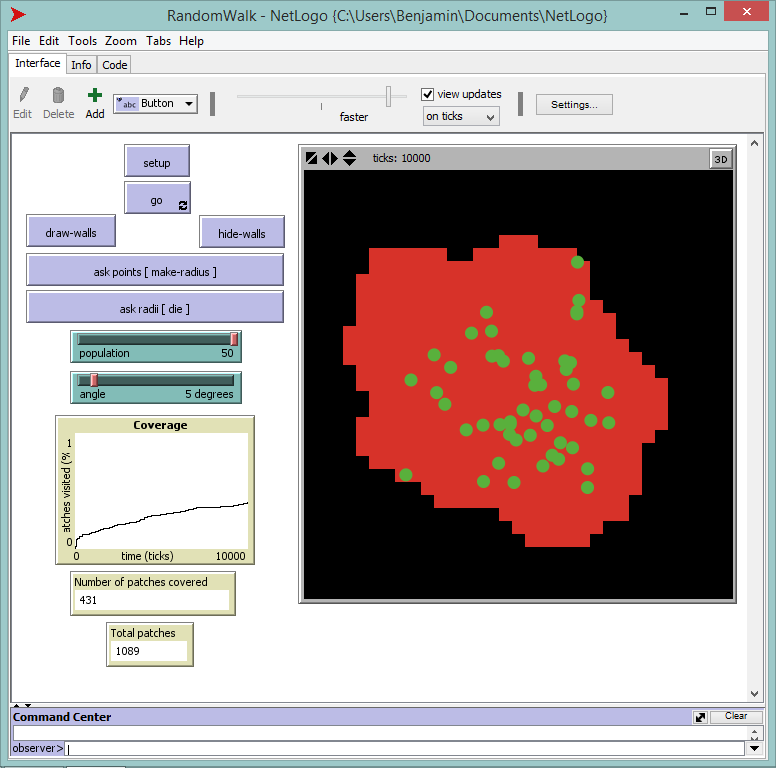 RandomWalk - NetLogo {C:\Users\Benjamin\Documents\NetLogo}
File Edit Tools Zoom Tabs Help
Interface Info Code
Edit Delete Add abc Button faster view updates on ticks Settings...
setup
go
draw-walls hide-walls
ask points [ make-radius ]
ask radii [ die ]
population 50
angle 5 degrees
Coverage
1
atches visited (%
0
0 time (ticks) 10000
Number of patches covered
431
Total patches
1089
ticks: 10000 3D
Command Center Clear
observer>